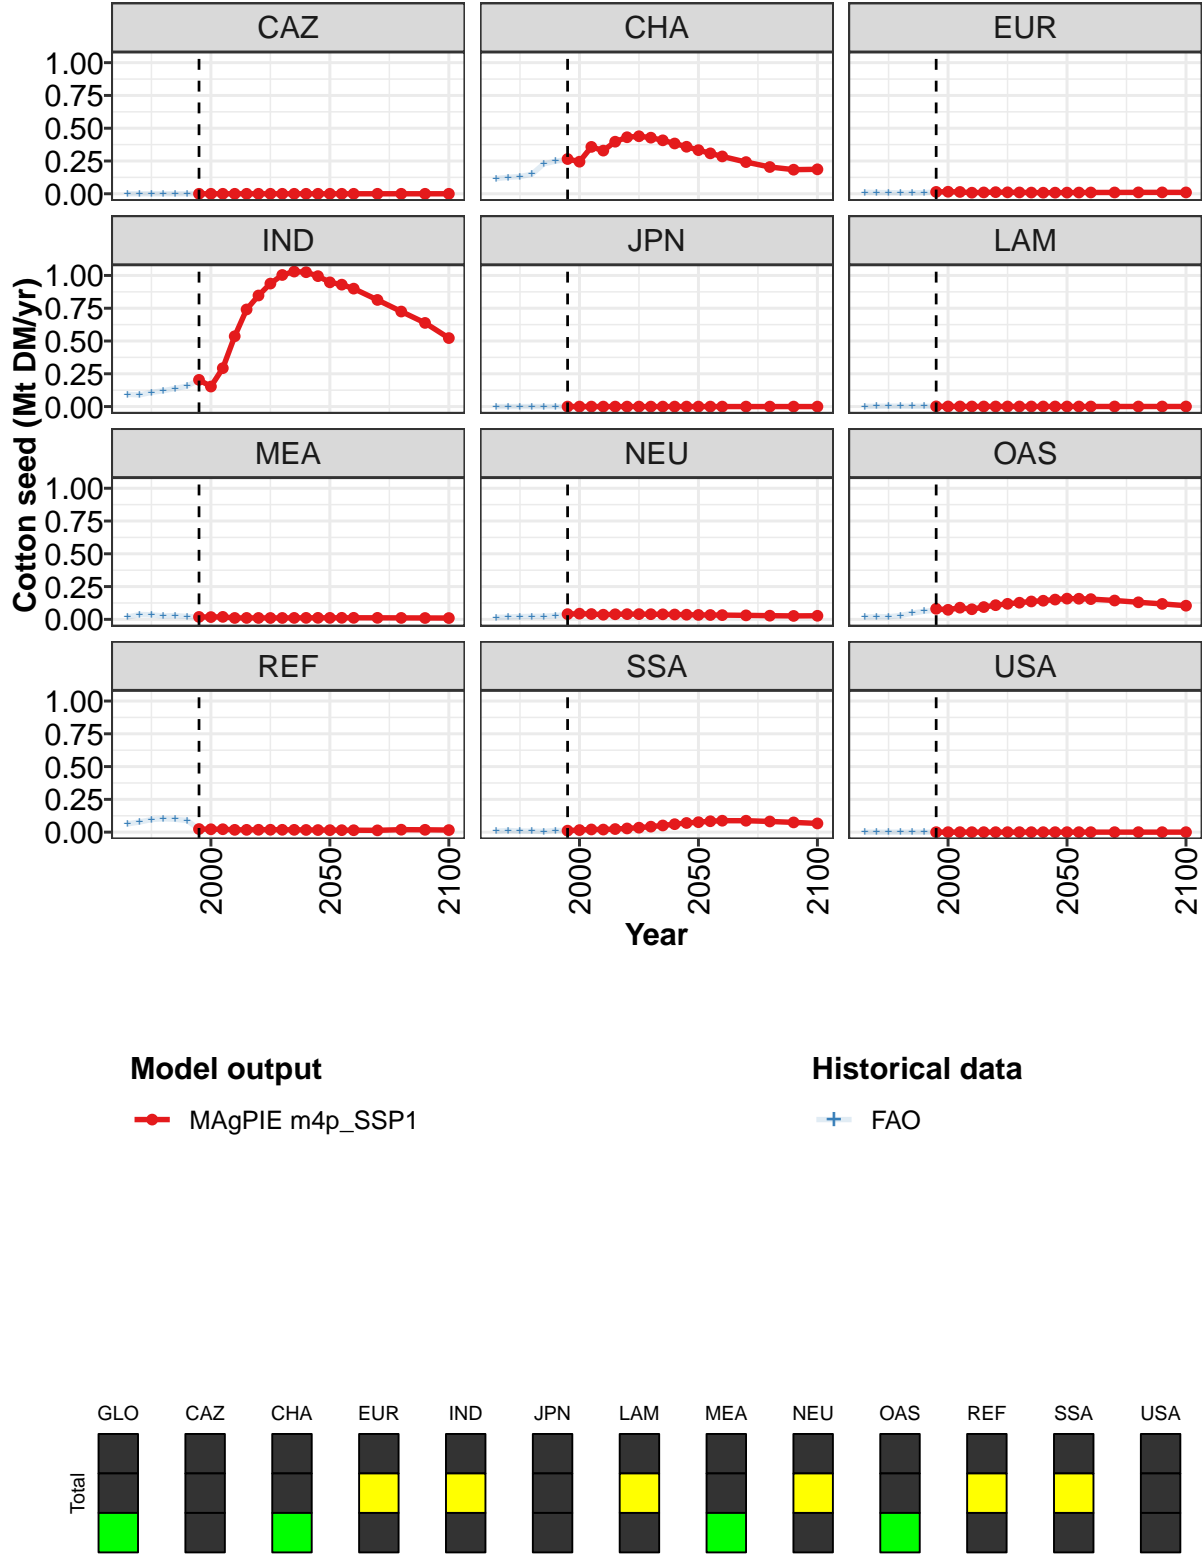 CAZ CHA EUR
1.00
0.75
0.50
0.25
0.00
IND JPN LAM
1.00
0.75
0.50
0.25
0.00
MEA NEU OAS
1.00
0.75
0.50
0.25
0.00
REF SSA USA
1.00
0.75
0.50
0.25
0.00
Cotton seed (Mt DM/yr)
2000 2050 2100 2000 2050 2100 2000 2050 2100
Year
Model output Historical data
MAgPIE m4p_SSP1 FAO
GLO CAZ CHA EUR IND JPN LAM MEA NEU OAS REF SSA USA
Total